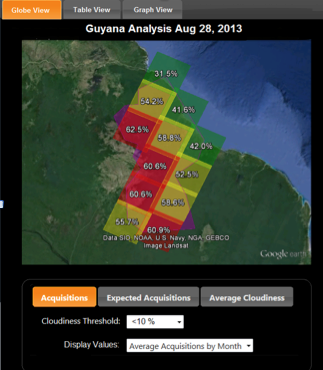 Globe View Table View Graph View
Guyana Analysis Aug 28, 2013
31.5%
54.2%
41.6%
62.5%
58.8%
42.0%
60.6%
52.5%
60.6%
58.6%
55.7%
60.9%
Data SIO, NOAA, U.S. Navy, NGA, GEBCO
Image Landsat
Google earth
Acquisitions Expected Acquisitions Average Cloudiness
Cloudiness Threshold: <10 %
Display Values: Average Acquisitions by Month